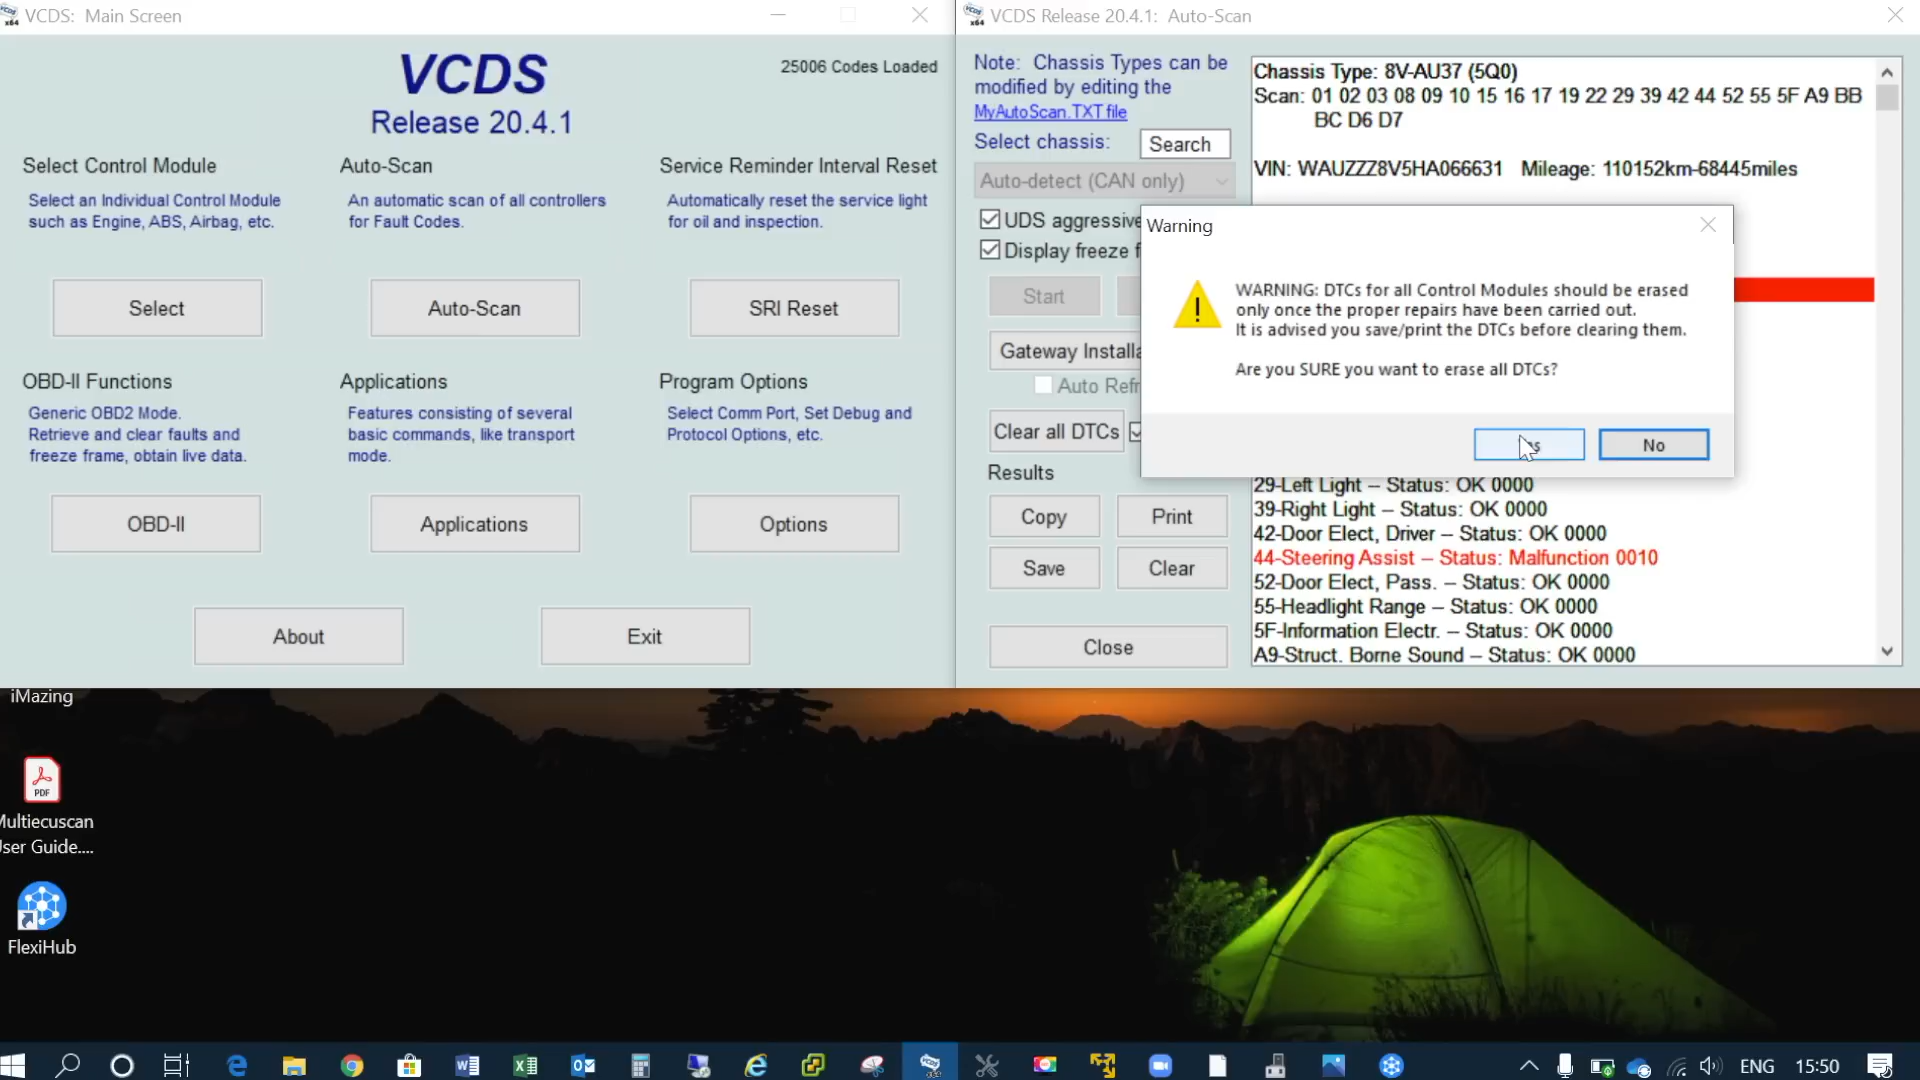 VCDS: Main Screen
VCDS
Release 20.4.1
25006 Codes Loaded
Select Control Module
Select an Individual Control Module
such as Engine, ABS, Airbag, etc.
Select
Auto-Scan
An automatic scan of all controllers
for Fault Codes.
Auto-Scan
Service Reminder Interval Reset
Automatically reset the service light
for oil and inspection.
SRI Reset
OBD-II Functions
Generic OBD2 Mode.
Retrieve and clear faults and
freeze frame, obtain live data.
OBD-II
Applications
Features consisting of several
basic commands, like transport
mode.
Applications
Program Options
Select Comm Port, Set Debug and
Protocol Options, etc.
Options
About
Exit
VCDS Release 20.4.1: Auto-Scan
Note: Chassis Types can be
modified by editing the
MyAutoScan.TXT file
Select chassis:
Search
Auto-detect (CAN only)
UDS aggressive
Display freeze f
Start
Gateway Installa
Auto Refr
Clear all DTCs
Results
Copy
Print
Save
Clear
Close
Chassis Type: 8V-AU37 (5Q0)
Scan: 01 02 03 08 09 10 15 16 17 19 22 29 39 42 44 52 55 5F A9 BB
BC D6 D7
VIN: WAUZZZ8V5HA066631 Mileage: 110152km-68445miles
Warning
WARNING: DTCs for all Control Modules should be erased
only once the proper repairs have been carried out.
It is advised you save/print the DTCs before clearing them.
Are you SURE you want to erase all DTCs?
No
29-Left Light -- Status: OK 0000
39-Right Light -- Status: OK 0000
42-Door Elect, Driver -- Status: OK 0000
44-Steering Assist -- Status: Malfunction 0010
52-Door Elect, Pass. -- Status: OK 0000
55-Headlight Range -- Status: OK 0000
5F-Information Electr. -- Status: OK 0000
A9-Struct. Borne Sound -- Status: OK 0000
iMazing
PDF
Multiecuscan
User Guide....
FlexiHub
ENG
15:50